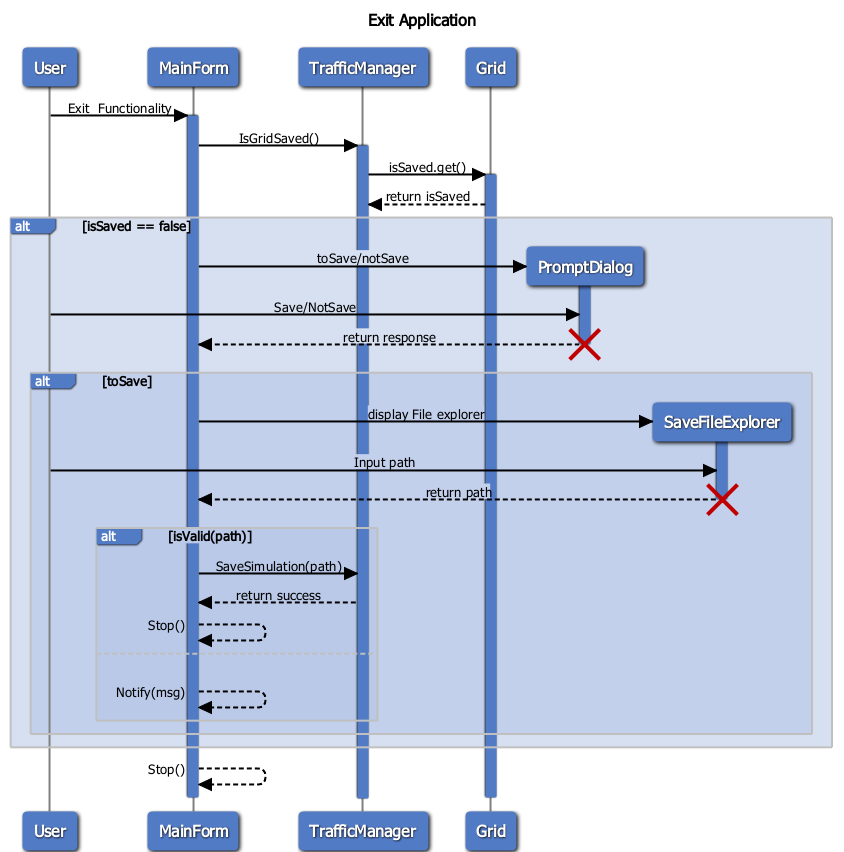 Exit Application
User
MainForm
TrafficManager
Grid
Exit  Functionality
IsGridSaved()
isSaved.get()
return isSaved
alt
[isSaved == false]
toSave/notSave
PromptDialog
Save/NotSave
return response
alt
[toSave]
display File explorer
SaveFileExplorer
Input path
return path
alt
[isValid(path)]
SaveSimulation(path)
return success
Stop()
Notify(msg)
Stop()
User
MainForm
TrafficManager
Grid